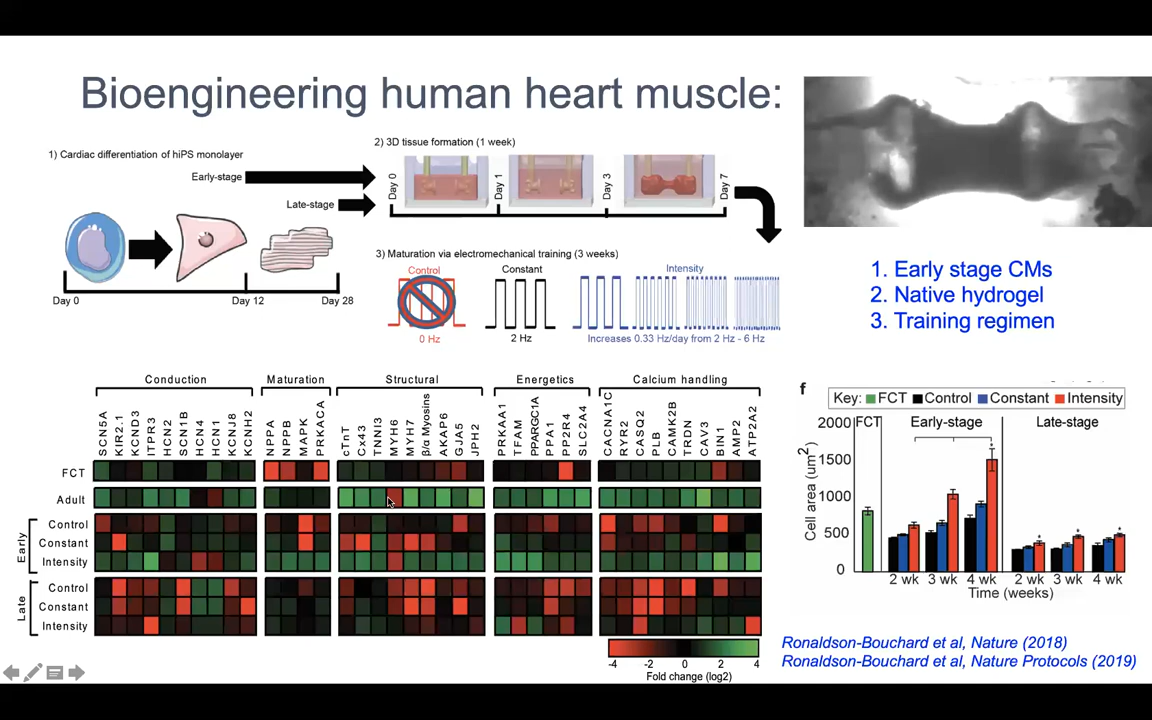 Bioengineering human heart muscle:
1) Cardiac differentiation of hiPS monolayer
Early-stage
Late-stage
Day 0
Day 12
Day 28
2) 3D tissue formation (1 week)
Day 0
Day 1
Day 3
Day 7
3) Maturation via electromechanical training (3 weeks)
Control
Constant
Intensity
0 Hz
2 Hz
Increases 0.33 Hz/day from 2 Hz - 6 Hz
1. Early stage CMs
2. Native hydrogel
3. Training regimen
Conduction
Maturation
Structural
Energetics
Calcium handling
SCN5A
KIR2.1
KCND3
ITPR3
HCN2
SCN1B
HCN4
HCN1
KCNJ8
KCNH2
NPPA
NPPB
MAPK
PRKACA
cTnT
Cx43
TNNI3
MYH6
MYH7
β/α Myosins
AKAP6
GJA5
JPH2
PRKAA1
TFAM
PPARGC1A
PPA1
PP2R4
SLC2A4
CACNA1C
RYR2
CASQ2
PLB
CAMK2B
TRDN
CAV3
BIN1
AMP2
ATP2A2
FCT
Adult
Early
Control
Constant
Intensity
Late
Control
Constant
Intensity
-4 -2 0 2 4
Fold change (log2)
f
Key: FCT Control Constant Intensity
FCT Early-stage Late-stage
Cell area (um²)
2000
1500
1000
500
0
2 wk 3 wk 4 wk 2 wk 3 wk 4 wk
Time (weeks)
Ronaldson-Bouchard et al, Nature (2018)
Ronaldson-Bouchard et al, Nature Protocols (2019)